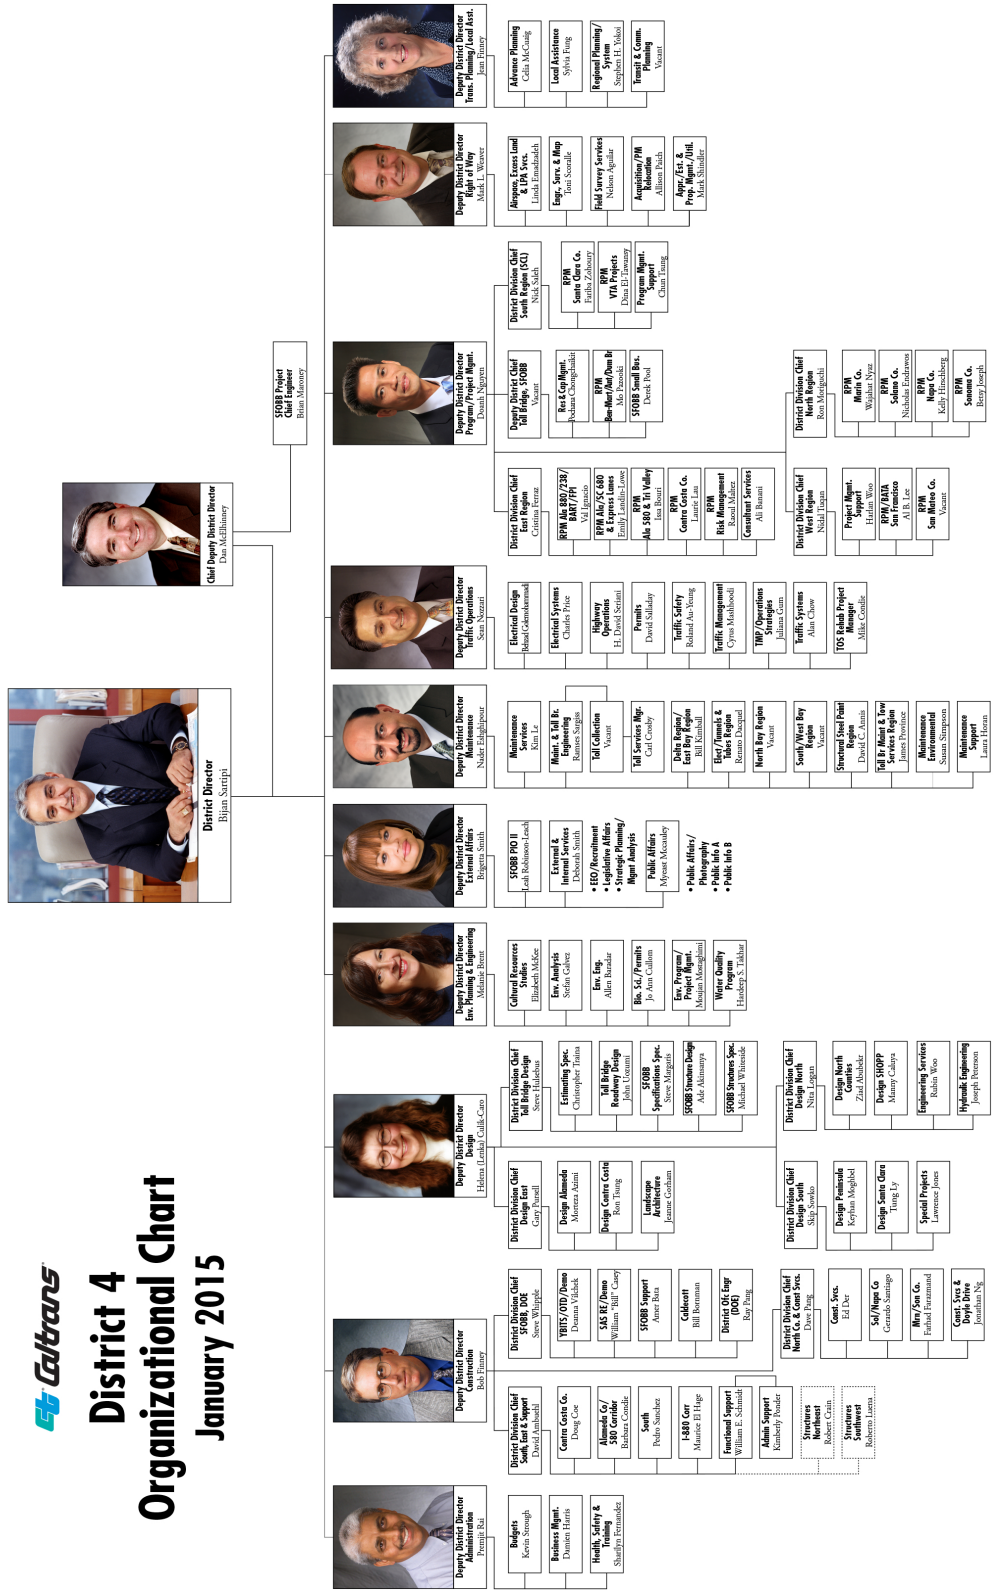 Caltrans
District 4
Organizational Chart
January 2015
District Director
Bijan Sartipi
Chief Deputy District Director
Dan McElhinney
SFOBB Project
Chief Engineer
Brian Maroney
Deputy District Director
Administration
Premjit Rai
Budgets
Kevin Strough
Business Mgmt.
Damien Harris
Health, Safety &
Training
Sharilyn Fernandez
Deputy District Director
Construction
Bob Finney
District Division Chief
South, East & Support
David Ambuehl
Contra Costa Co.
Doug Coe
Alameda Co/
580 Corridor
Barbara Condie
South
Pedro Sanchez
I-880 Corr
Maurice El Hage
Functional Support
William E. Schmidt
Admin Support
Kimberly Ponder
Structures
Northeast
Robert Crain
Structures
Southwest
Roberto Luena
District Division Chief
SFOBB, DOE
Steve Whipple
YBITS/OTD/Demo
Deanna Vilchek
SAS RE/Demo
William "Bill" Casey
SFOBB Support
Amer Bata
Caldecott
Bill Bornman
District Ofc Engr
(DOE)
Ray Pang
District Division Chief
North Co. & Const Svcs.
Dave Pang
Const. Svcs.
Ed Der
Sol/Napa Co
Gerardo Santiago
Mrn/Son Co.
Farhad Farazmand
Const. Svcs &
Doyle Drive
Jonathan Ng
Deputy District Director
Design
Helena (Lenka) Culik-Caro
District Division Chief
Design East
Gary Pursell
Design Alameda
Morteza Azimi
Design Contra Costa
Ron Tsung
Landscape
Architecture
Jeanne Gorham
District Division Chief
Toll Bridge Design
Steve Hulsebus
Estimating Spec.
Christopher Traina
Toll Bridge
Roadway Design
John Uozumi
SFOBB
Specifications Spec.
Steve Margaris
SFOBB Structure Design
Ade Akinsanya
SFOBB Structures Spec.
Michael Whiteside
District Division Chief
Design South
Skip Sowko
Design Peninsula
Keyhan Moghbel
Design Santa Clara
Tiung Ly
Special Projects
Lawrence Jones
District Division Chief
Design North
Nita Logan
Design North
Counties
Ziad Abubekr
Design SHOPP
Manny Caluya
Engineering Services
Rubin Woo
Hydraulic Engineering
Joseph Peterson
Deputy District Director
Env. Planning & Engineering
Melanie Brent
Cultural Resources
Studies
Elizabeth McKee
Env. Analysis
Stefan Galvez
Env. Eng.
Allen Baradar
Bio. Sci./Permits
Jo Ann Cullom
Env. Program/
Project Mgmt.
Moujan Mostaghimi
Water Quality
Program
Hardeep S. Takhar
Deputy District Director
External Affairs
Brigetta Smith
SFOBB PIO II
Leah Robinson-Leach
External &
Internal Services
Deborah Smith
• EEO/Recruitment
• Legislative Affairs
• Strategic Planning/
Mgmt Analysis
Public Affairs
Myeast Mccauley
• Public Affairs/
Photography
• Public Info A
• Public Info B
Deputy District Director
Maintenance
Nader Eshghipour
Maintenance
Services
Kim Le
Maint. & Toll Br.
Engineering
Ramses Sargiss
Toll Collection
Vacant
Toll Services Mgr.
Carl Crosby
Delta Region/
East Bay Region
Bill Kimball
Elect/Tunnels &
Tubes Region
Renato Dasquel
North Bay Region
Vacant
South/West Bay
Region
Vacant
Structural Steel Paint
Region
David C. Annis
Toll Br Maint & Tow
Services Region
James Province
Maintenance
Environmental
Susan Simpson
Maintenance
Support
Laura Horan
Deputy District Director
Traffic Operations
Sean Nozzari
Electrical Design
Behzad Golemohammadi
Electrical Systems
Charles Price
Highway
Operations
H. David Seriani
Permits
David Salladay
Traffic Safety
Roland Au-Yeung
Traffic Management
Cyrus Mashhoodi
TMP /Operations
Strategies
Juliana Gum
Traffic Systems
Alan Chow
TOS Rehab Project
Manager
Mike Condie
Deputy District Director
Program/Project Mgmt.
Doanh Nguyen
District Division Chief
East Region
Cristina Ferraz
RPM Ala 880/238/
BART/FPI
Val Ignacio
RPM Ala/SC 680
& Express Lanes
Emily Landin-Lowe
RPM
Ala 580 & Tri Valley
Issa Bouri
RPM
Contra Costa Co.
Laurie Lau
RPM
Risk Management
Raoul Maltez
Consultant Services
Ali Banani
District Division Chief
Toll Bridge, SFOBB
Vacant
Res & Cap Mgmt.
Pochana Chongchaikit
RPM
Ben-Mart/Ant/Dum Br
Mo Pazooki
SFOBB Small Bus.
Derek Pool
District Division Chief
South Region (SCL)
Nick Saleh
RPM
Santa Clara Co.
Fariba Zohoury
RPM
VTA Projects
Dina El-Tawansy
Program Mgmt.
Support
Chun Tsung
District Division Chief
West Region
Nidal Tuqan
Project Mgmt.
Support
Harlan Woo
RPM/BATA
San Francisco
Al B. Lee
RPM
San Mateo Co.
Vacant
District Division Chief
North Region
Ron Moriguchi
RPM
Marin Co.
Wajahat Nyaz
RPM
Solano Co.
Nicholas Endrawos
RPM
Napa Co.
Kelly Hirschberg
RPM
Sonoma Co.
Betsy Joseph
Deputy District Director
Right of Way
Mark L. Weaver
Airspace, Excess Land
& LPA Svcs.
Linda Emadzadeh
Engr., Surv. & Map
Toni Scoralle
Field Survey Services
Nelson Aguilar
Acquisition/PM
Relocation
Allison Paich
Appr./Est. &
Prop. Mgmt./Util.
Mark Shindler
Deputy District Director
Trans. Planning/Local Asst.
Jean Finney
Advance Planning
Celia McCuaig
Local Assistance
Sylvia Fung
Regional Planning/
System
Stephen H. Yokoi
Transit & Comm.
Planning
Vacant